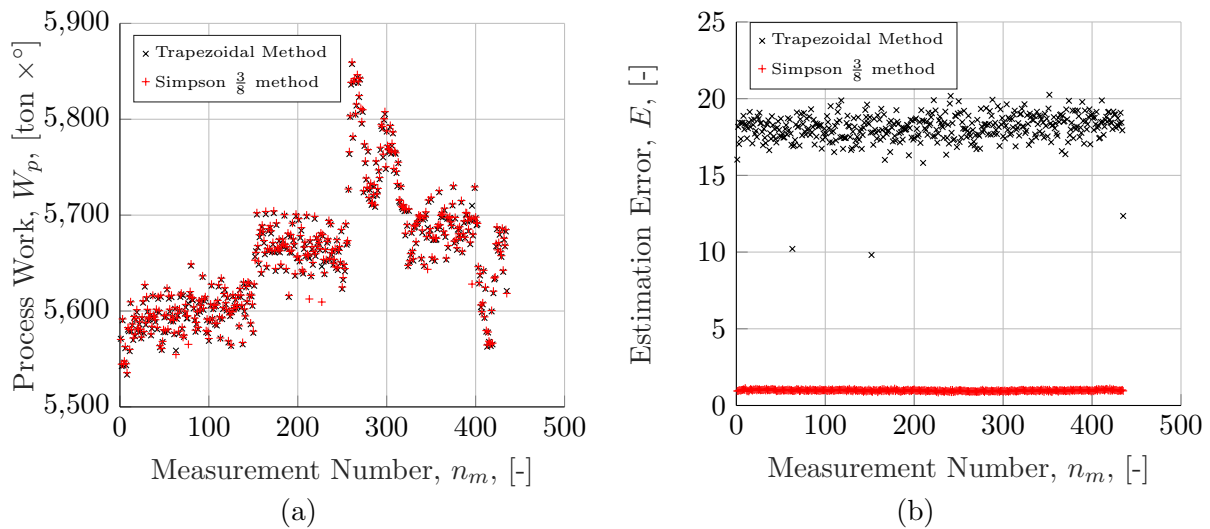 5,900
5,800
5,700
5,600
5,500
0 100 200 300 400 500
Process Work, W_p, [ton ×°]
Measurement Number, n_m, [-]
× Trapezoidal Method
+ Simpson 3/8 method
(a)
25
20
15
10
5
0
0 100 200 300 400 500
Estimation Error, E, [-]
Measurement Number, n_m, [-]
× Trapezoidal Method
+ Simpson 3/8 method
(b)